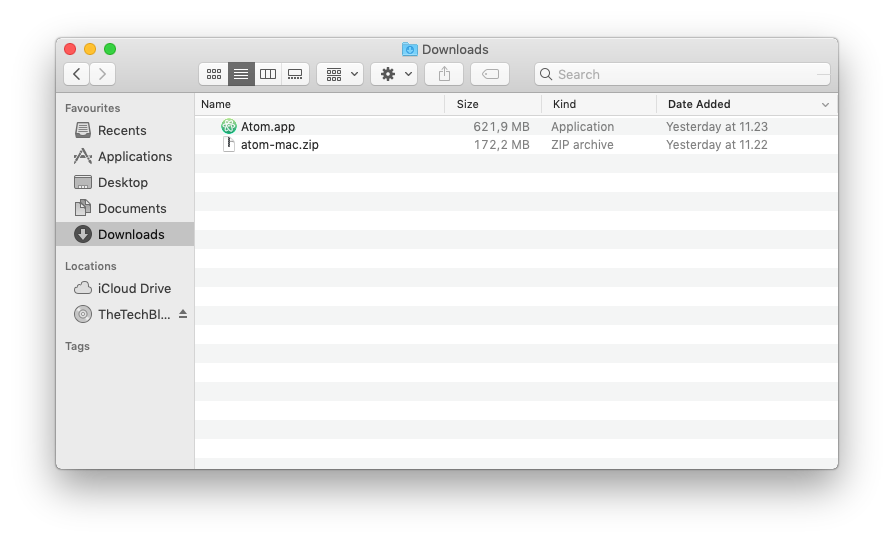 Downloads
Search
Favourites
Recents
Applications
Desktop
Documents
Downloads
Locations
iCloud Drive
TheTechBl...
Tags
Name Size Kind Date Added
Atom.app 621,9 MB Application Yesterday at 11.23
atom-mac.zip 172,2 MB ZIP archive Yesterday at 11.22